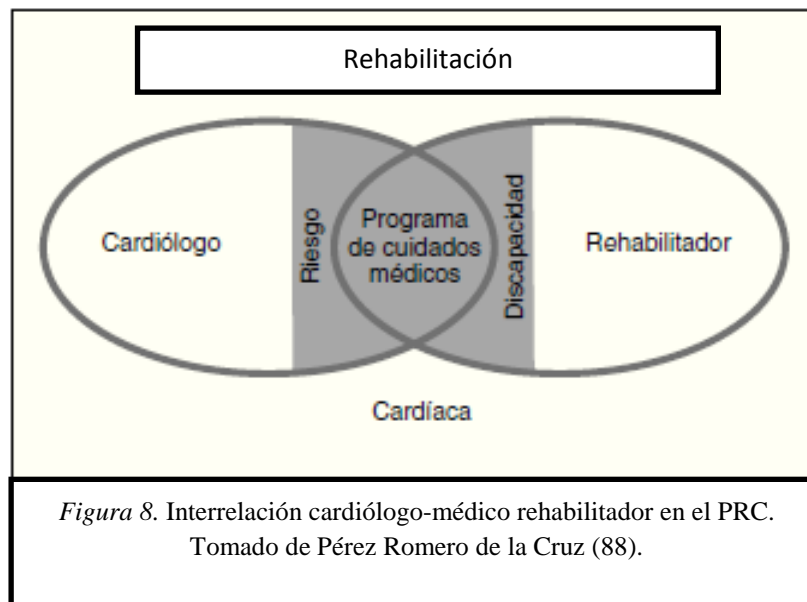 Rehabilitación
Cardiólogo
Riesgo
Programa
de cuidados
médicos
Discapacidad
Rehabilitador
Cardíaca
Figura 8. Interrelación cardiólogo-médico rehabilitador en el PRC.
Tomado de Pérez Romero de la Cruz (88).